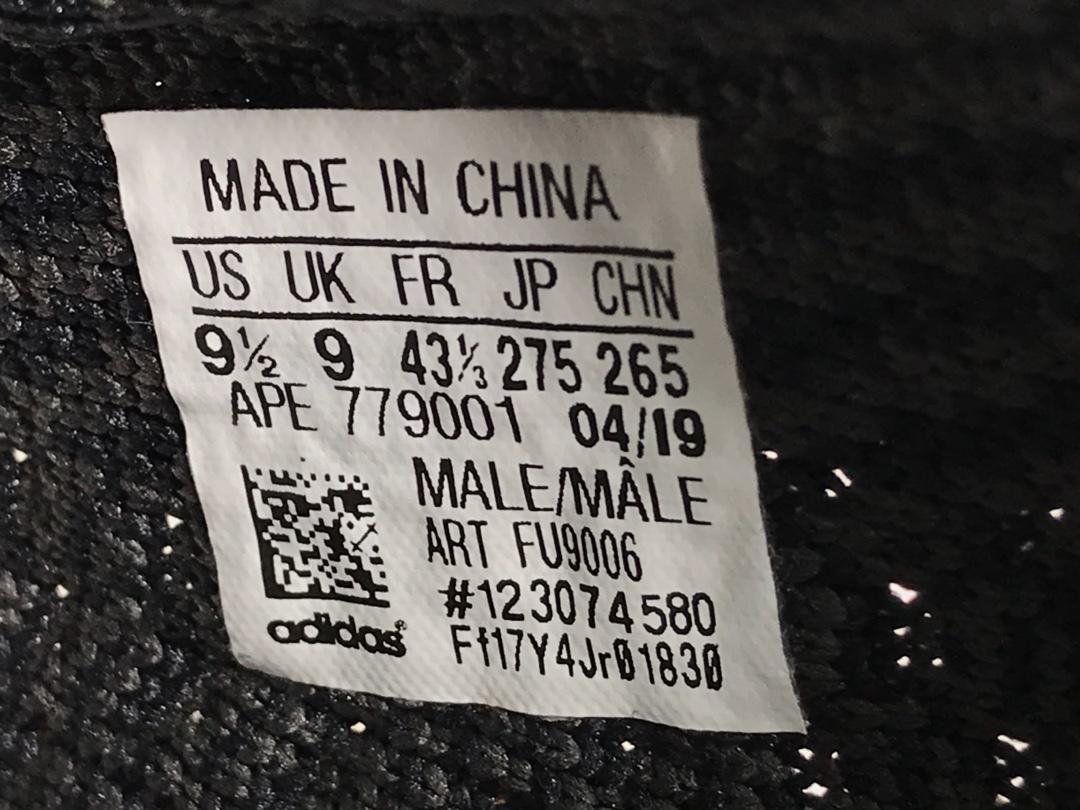 MADE IN CHINA
US UK FR JP CHN
9½ 9 43⅓ 275 265
APE 779001 04/19
MALE/MÂLE
ART FU9006
#123074580
Ff17Y4Jr01830
adidas®